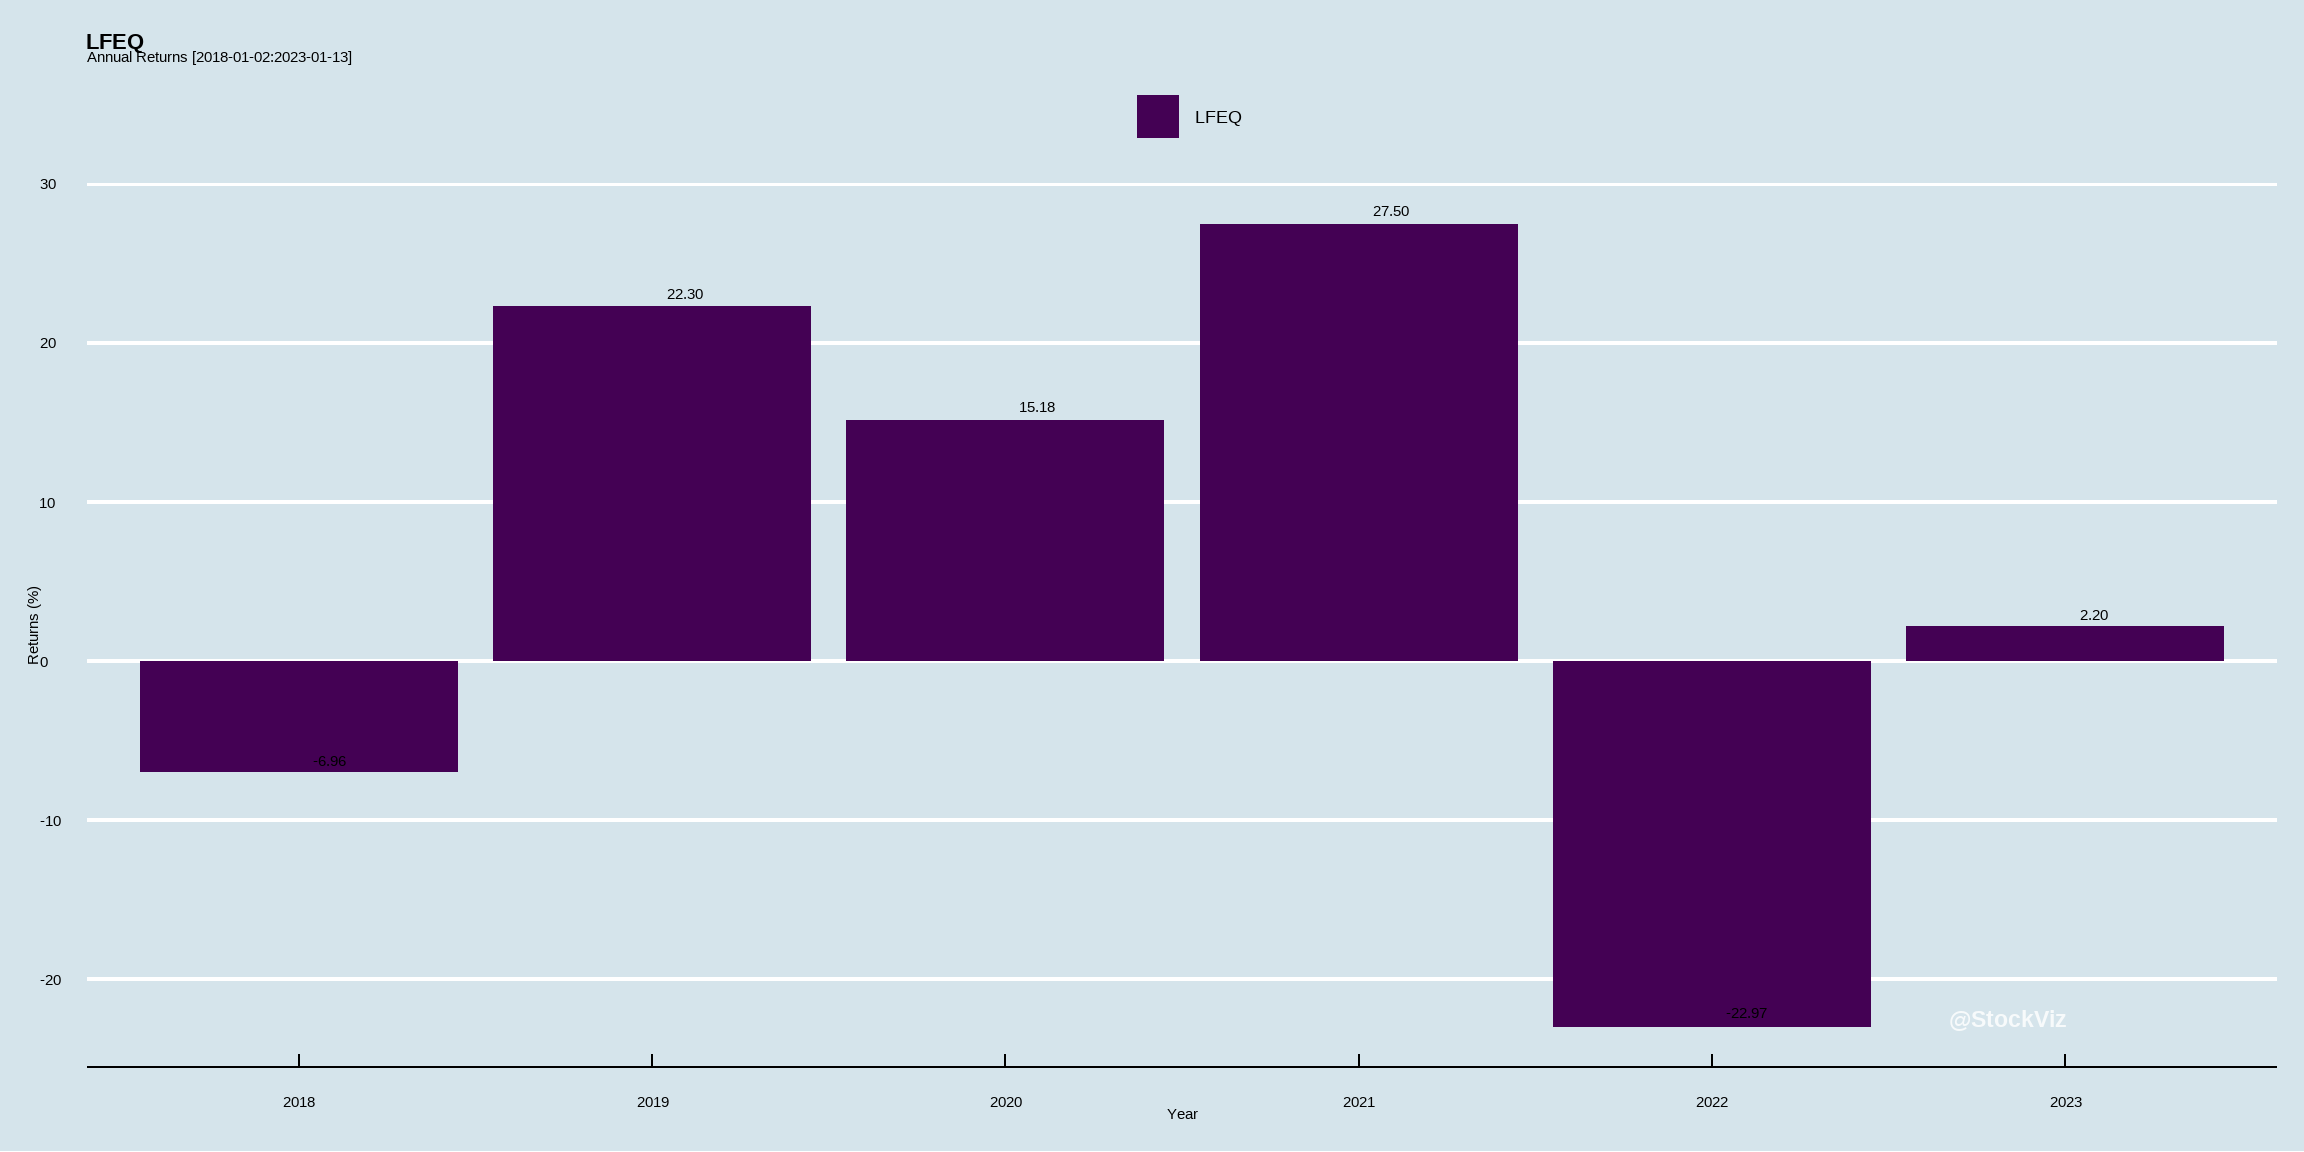 LFEQ
Annual Returns [2018-01-02:2023-01-13]
LFEQ
30
27.50
22.30
20
15.18
10
2.20
Returns (%)
0
-6.96
-10
-20
-22.97
@StockViz
2018 2019 2020 2021 2022 2023
Year